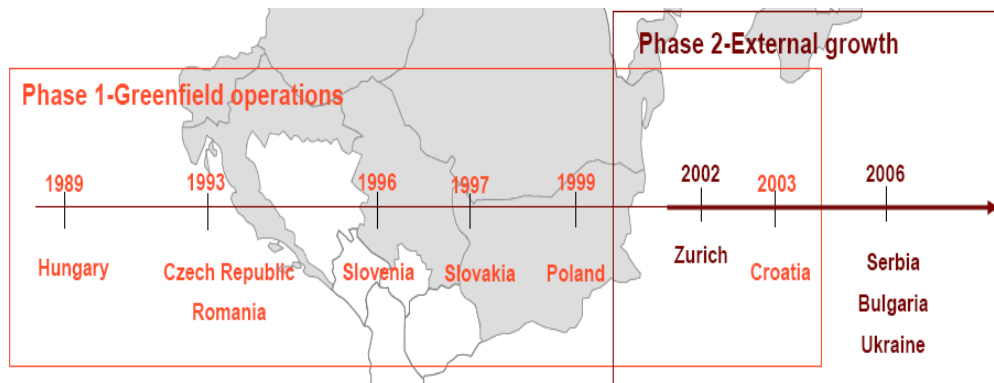 Phase 2-External growth
Phase 1-Greenfield operations
1989
1993
1996
1997
1999
2002
2003
2006
Hungary
Czech Republic
Romania
Slovenia
Slovakia
Poland
Zurich
Croatia
Serbia
Bulgaria
Ukraine